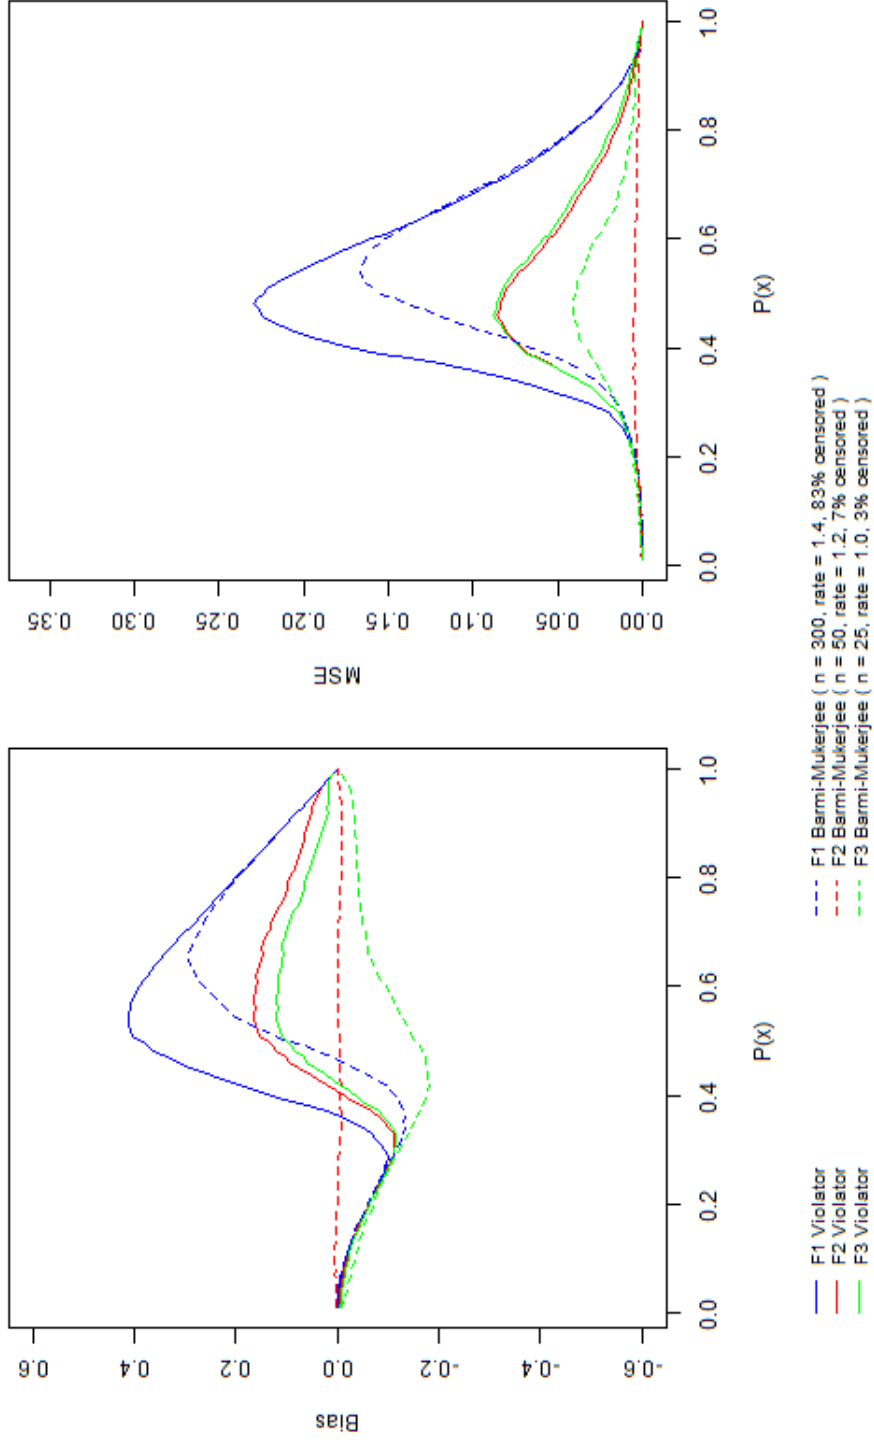 Bias
0.6
0.4
0.2
0.0
-0.2
-0.4
-0.6
0.0 0.2 0.4 0.6 0.8 1.0
P(x)
MSE
0.35
0.30
0.25
0.20
0.15
0.10
0.05
0.00
0.0 0.2 0.4 0.6 0.8 1.0
P(x)
F1 Violator
F2 Violator
F3 Violator
F1 Barmi-Mukerjee ( n = 300, rate = 1.4, 83% censored )
F2 Barmi-Mukerjee ( n = 50, rate = 1.2, 7% censored )
F3 Barmi-Mukerjee ( n = 25, rate = 1.0, 3% censored )